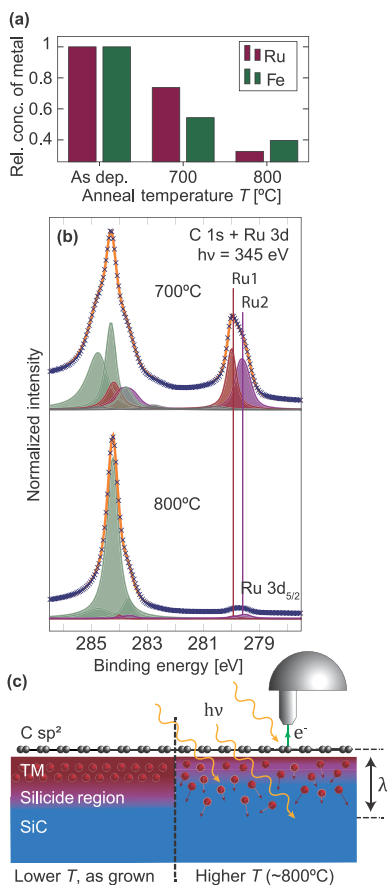 (a)
Rel. conc. of metal
1
0.8
0.6
0.4
Ru
Fe
As dep.
700
800
Anneal temperature T [ºC]
(b)
C 1s + Ru 3d
hν = 345 eV
700ºC
Ru1
Ru2
Normalized intensity
800ºC
Ru 3d5/2
285
283
281
279
Binding energy [eV]
(c)
hν
e-
C sp²
TM
Silicide region
SiC
λ
Lower T, as grown
Higher T (~800ºC)